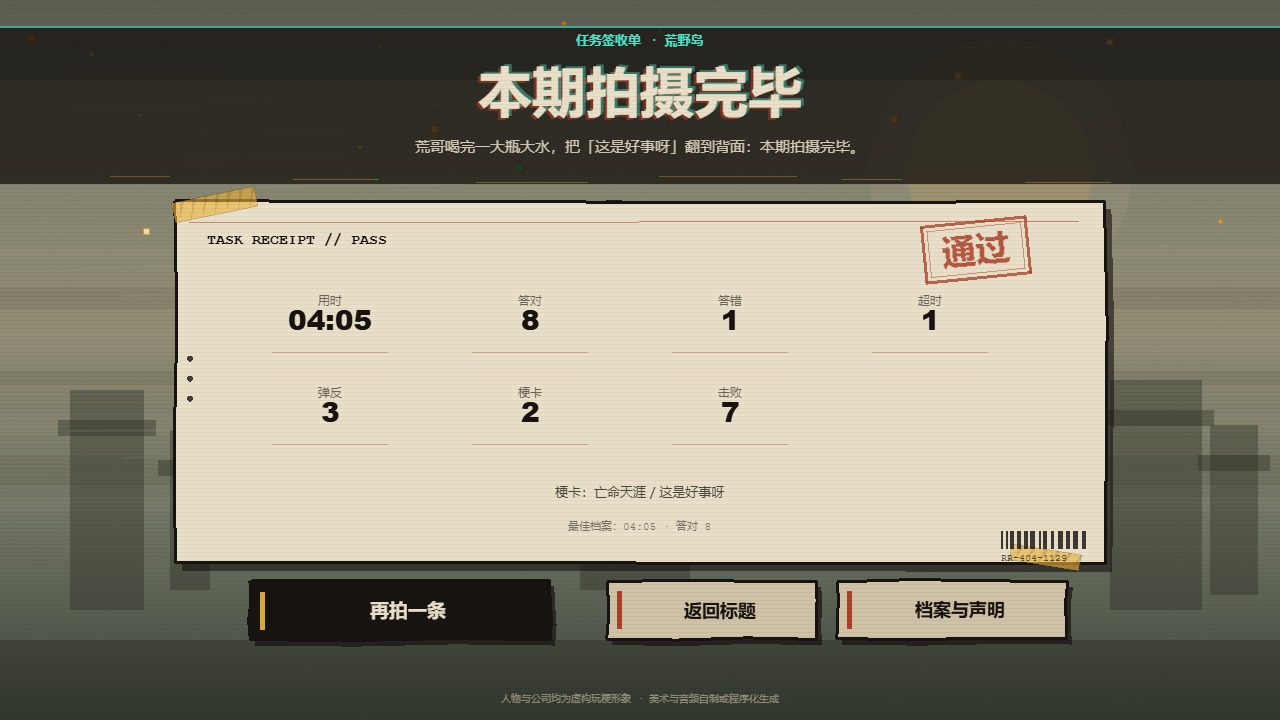 任务签收单 · 荒野岛
本期拍摄完毕
荒哥喝完一大瓶大水，把「这是好事呀」翻到背面：本期拍摄完毕。
TASK RECEIPT // PASS
通过
用时 答对 答错 超时
04:05 8 1 1
弹反 梗卡 击败
3 2 7
梗卡：亡命天涯 / 这是好事呀
最佳档案：04:05 · 答对 8
RR-404-1129
再拍一条 返回标题 档案与声明
人物与公司均为虚构玩梗形象 · 美术与音频自制或程序化生成